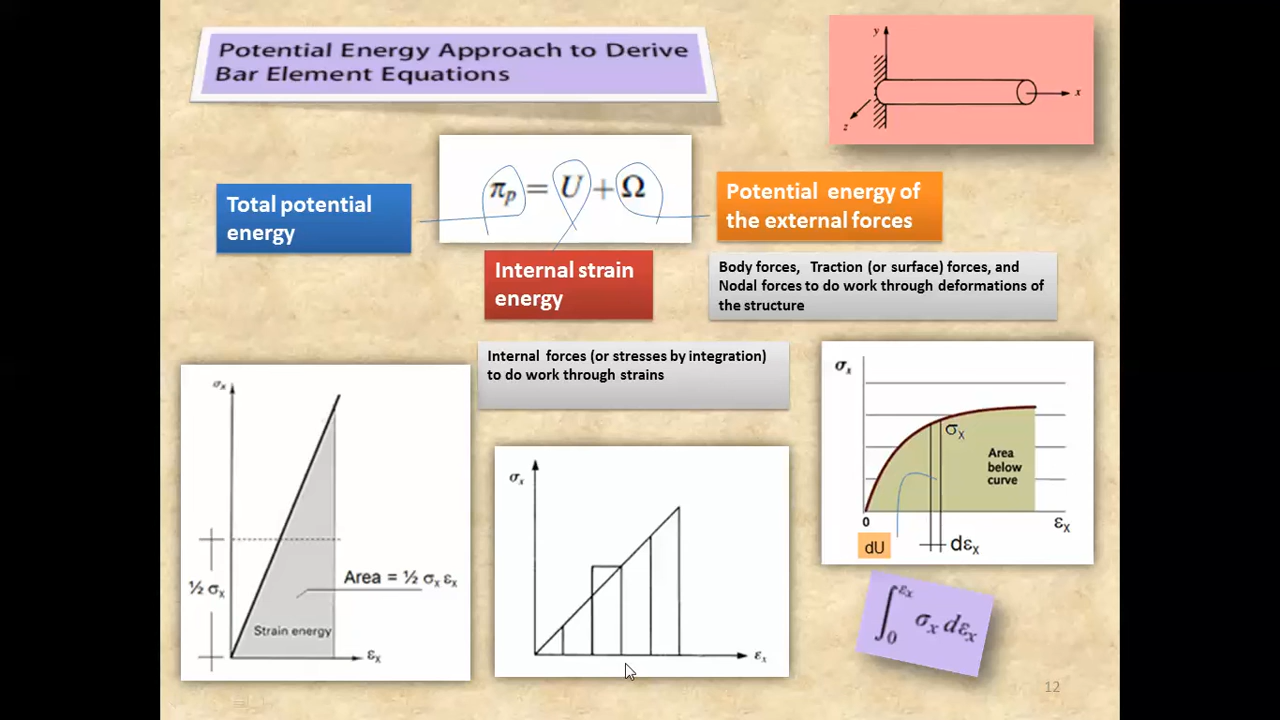 Potential Energy Approach to Derive
Bar Element Equations
y
x
z
πp = U + Ω
Total potential
energy
Potential energy of
the external forces
Internal strain
energy
Body forces, Traction (or surface) forces, and
Nodal forces to do work through deformations of
the structure
Internal forces (or stresses by integration)
to do work through strains
σx
½ σx
Area = ½ σx εx
Strain energy
εx
σx
εx
σx
σx
Area
below
curve
0
εx
dU
dεx
∫₀^εx σx dεx
12